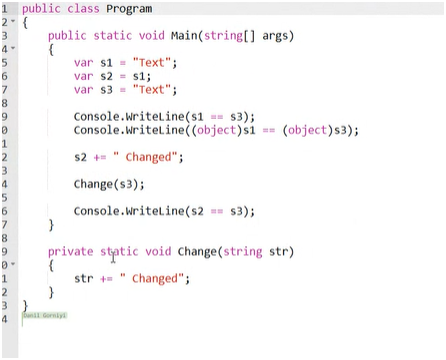 1 public class Program
2 {
3 public static void Main(string[] args)
4 {
5 var s1 = "Text";
6 var s2 = s1;
7 var s3 = "Text";
8
9 Console.WriteLine(s1 == s3);
0 Console.WriteLine((object)s1 == (object)s3);
1
2 s2 += " Changed";
3
4 Change(s3);
5
6 Console.WriteLine(s2 == s3);
7 }
8
9 private static void Change(string str)
0 {
1 str += " Changed";
2 }
3 }
4